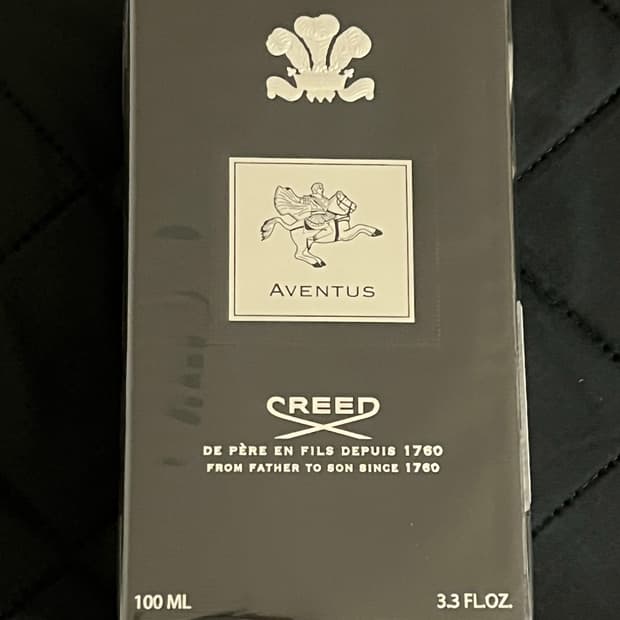 AVENTUS
CREED
DE PÈRE EN FILS DEPUIS 1760
FROM FATHER TO SON SINCE 1760
100 ML
3.3 FL.OZ.